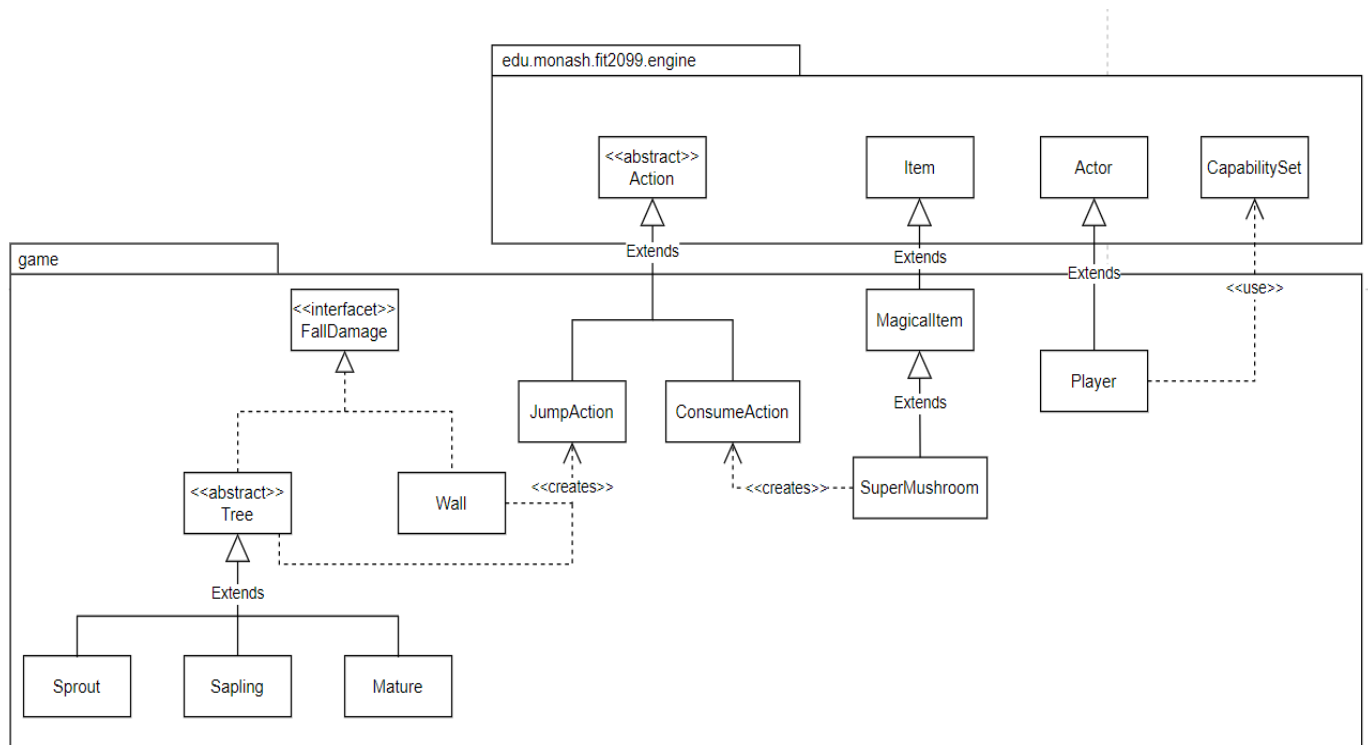 edu.monash.fit2099.engine
<<abstract>>
Action
Item
Actor
CapabilitySet
Extends
Extends
Extends
<<use>>
game
<<interfacet>>
FallDamage
MagicalItem
Player
JumpAction
ConsumeAction
Extends
<<abstract>>
Tree
Wall
<<creates>>
<<creates>>
SuperMushroom
Extends
Sprout
Sapling
Mature